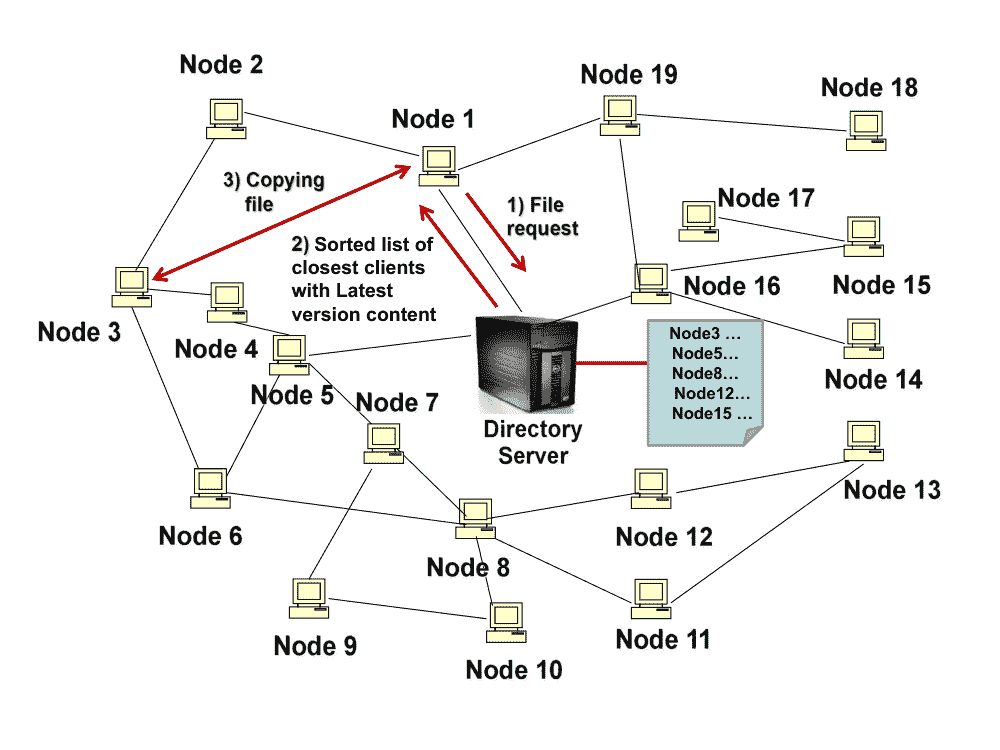 Node 2
Node 19
Node 18
Node 1
3) Copying
file
Node 17
1) File
request
2) Sorted list of
closest clients
with Latest
version content
Node 16
Node 15
Node 3
Node 4
Node 5
Node3 ...
Node5...
Node8...
Node12...
Node15 ...
Node 14
Node 7
Directory
Server
Node 13
Node 6
Node 12
Node 8
Node 9
Node 11
Node 10